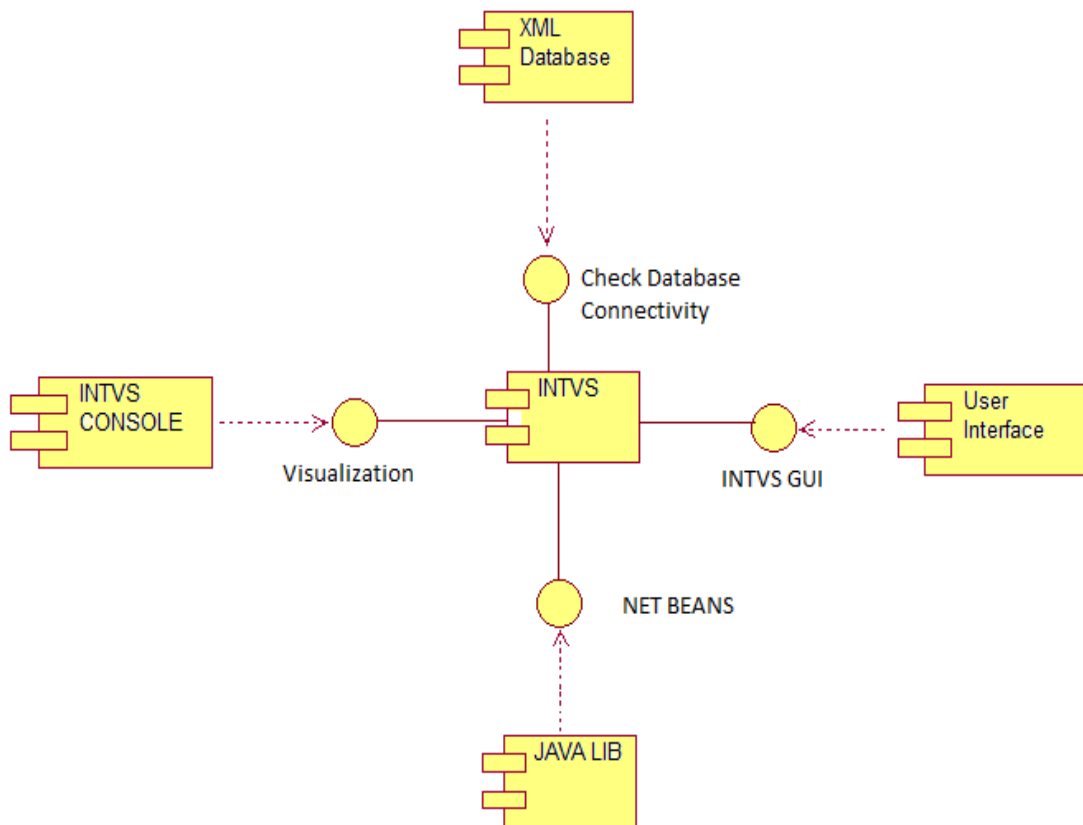 XML
Database
Check Database
Connectivity
INTVS
CONSOLE
Visualization
INTVS
INTVS GUI
User
Interface
NET BEANS
JAVA LIB